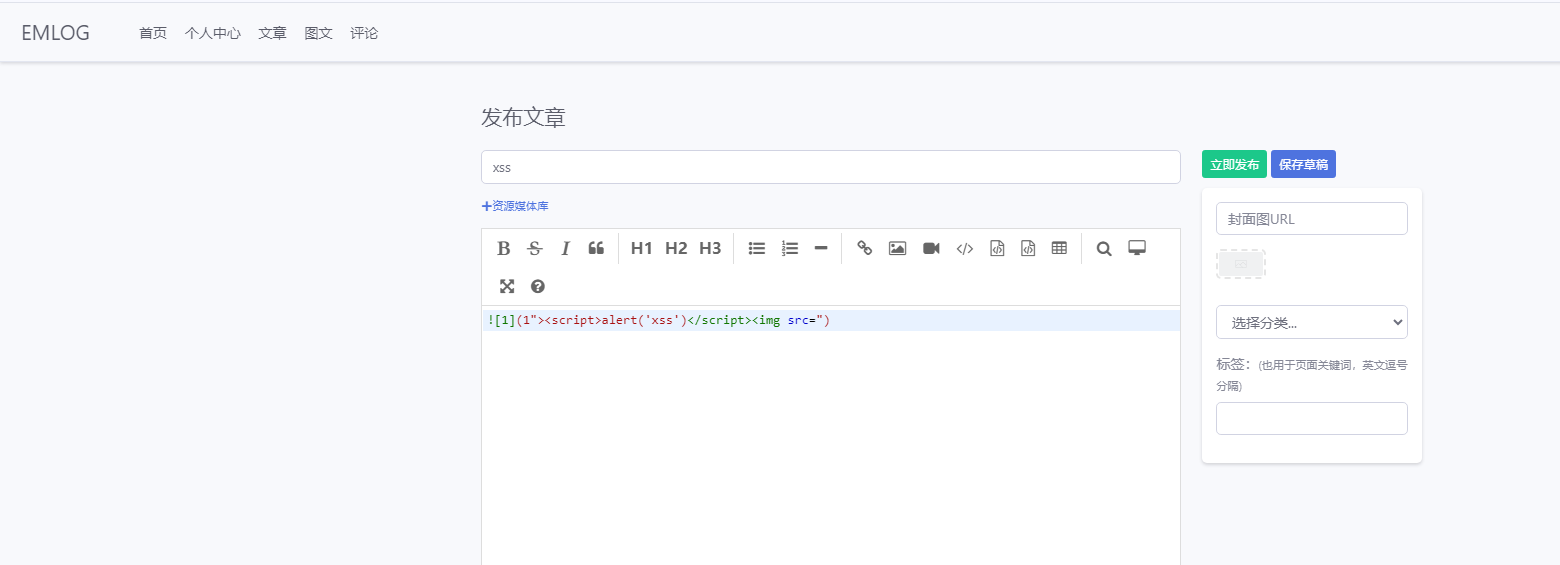 EMLOG 首页 个人中心 文章 图文 评论
发布文章
xss
立即发布 保存草稿
+资源媒体库
封面图URL
B S I H1 H2 H3
![1](1"><script>alert('xss')</script><img src=")
选择分类...
标签：(也用于页面关键词，英文逗号
分隔)